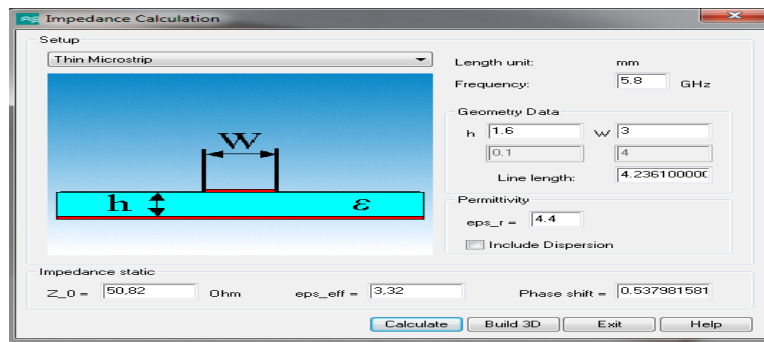 Impedance Calculation
Setup
Thin Microstrip
Length unit: mm
Frequency: 5.8 GHz
Geometry Data
h 1.6 W 3
0.1 4
Line length: 4.236100000
Permittivity
eps_r = 4.4
Include Dispersion
W
h ε
Impedance static
Z_0 = 50,82 Ohm eps_eff = 3,32 Phase shift = 0.537981581
Calculate Build 3D Exit Help